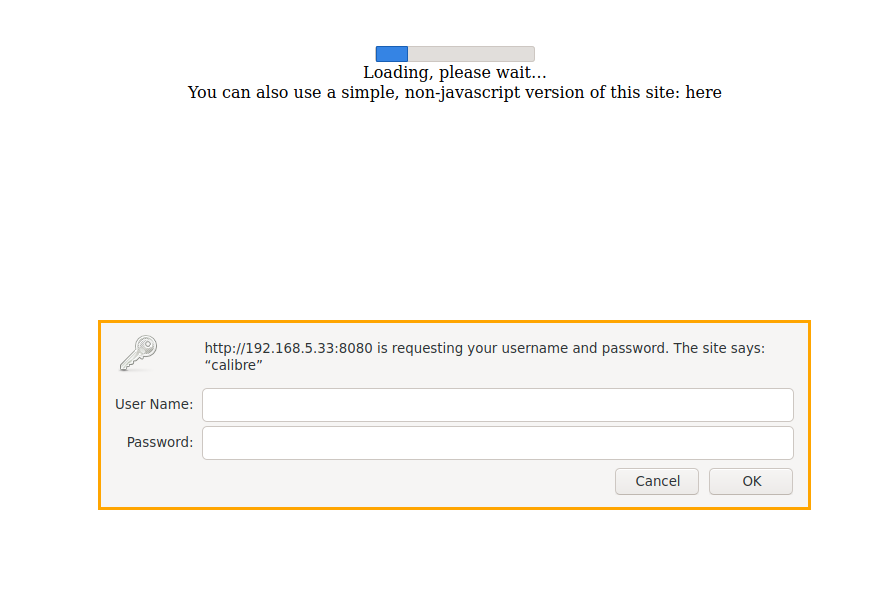 Loading, please wait…
You can also use a simple, non-javascript version of this site: here
http://192.168.5.33:8080 is requesting your username and password. The site says:
“calibre”
User Name:
Password:
Cancel OK